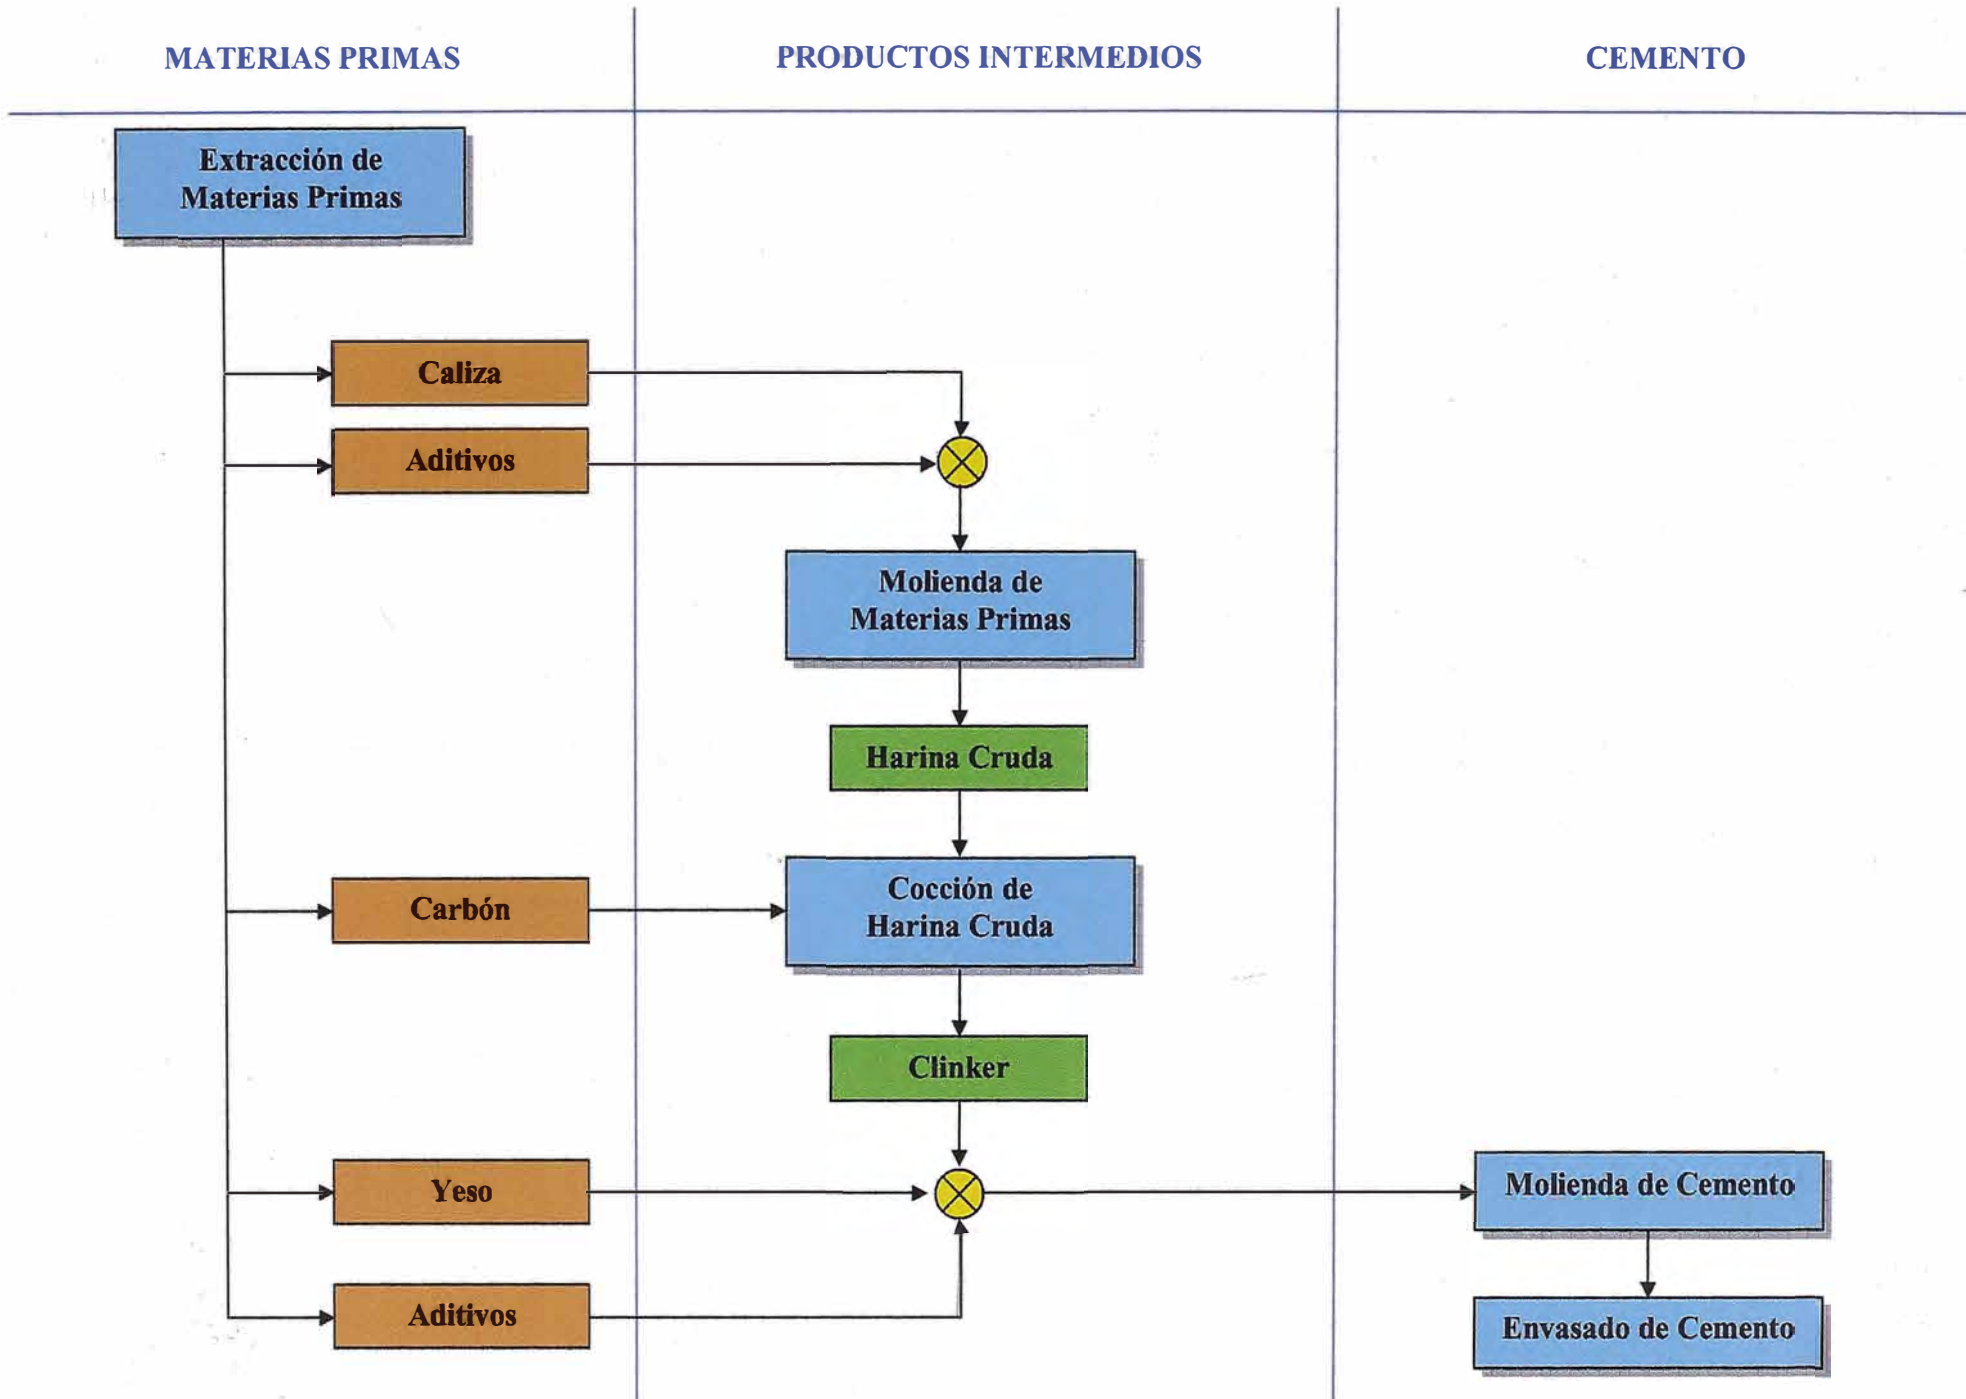 MATERIAS PRIMAS
PRODUCTOS INTERMEDIOS
CEMENTO
Extracción de
Materias Primas
Caliza
Aditivos
Molienda de
Materias Primas
Harina Cruda
Carbón
Cocción de
Harina Cruda
Clinker
Yeso
Molienda de Cemento
Aditivos
Envasado de Cemento